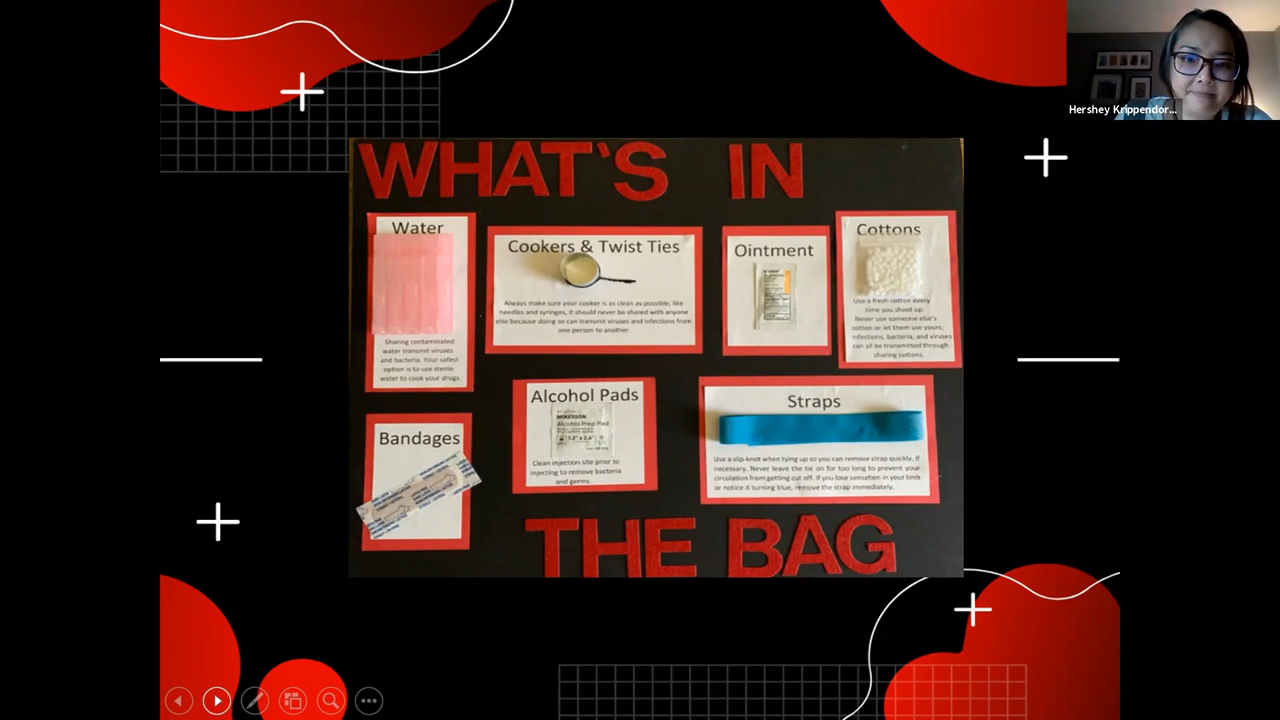 Hershey Krippendor...
WHAT'S IN
Water
Sharing contaminated
water transmit viruses
and bacteria. Your safest
option is to use sterile
water to cook your drugs.
Cookers & Twist Ties
Always make sure your cooker is as clean as possible; like
needles and syringes, it should never be shared with anyone
else because doing so can transmit viruses and infections from
one person to another.
Ointment
Cottons
Use a fresh cotton every
time you shoot up.
Never use someone else's
cotton or let them use yours;
infections, bacteria, and viruses
can all be transmitted through
sharing cottons.
Bandages
Alcohol Pads
MCKESSON
Alcohol Prep Pad
1.2" x 2.6"
Clean injection site prior to
injecting to remove bacteria
and germs.
Straps
Use a slip-knot when tying up so you can remove strap quickly, if
necessary. Never leave the tie on for too long to prevent your
circulation from getting cut off. If you lose sensation in your limb
or notice it turning blue, remove the strap immediately.
THE BAG